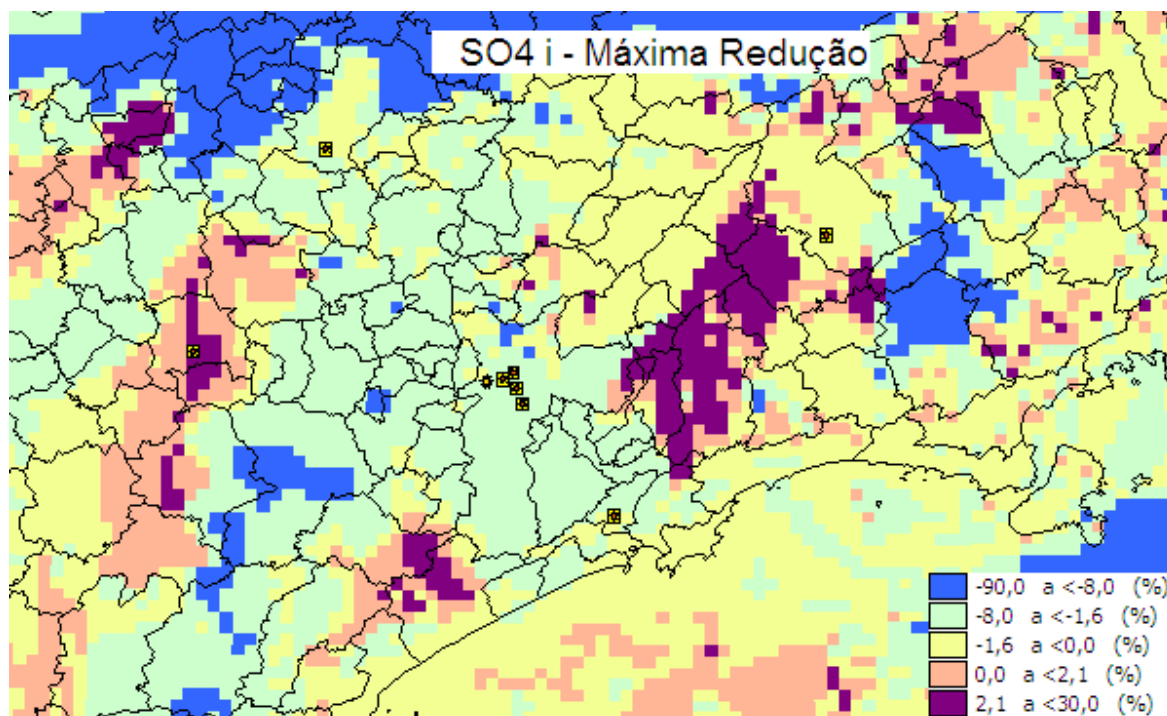 SO4 i - Máxima Redução
-90,0 a <-8,0 (%)
-8,0 a <-1,6 (%)
-1,6 a <0,0 (%)
0,0 a <2,1 (%)
2,1 a <30,0 (%)